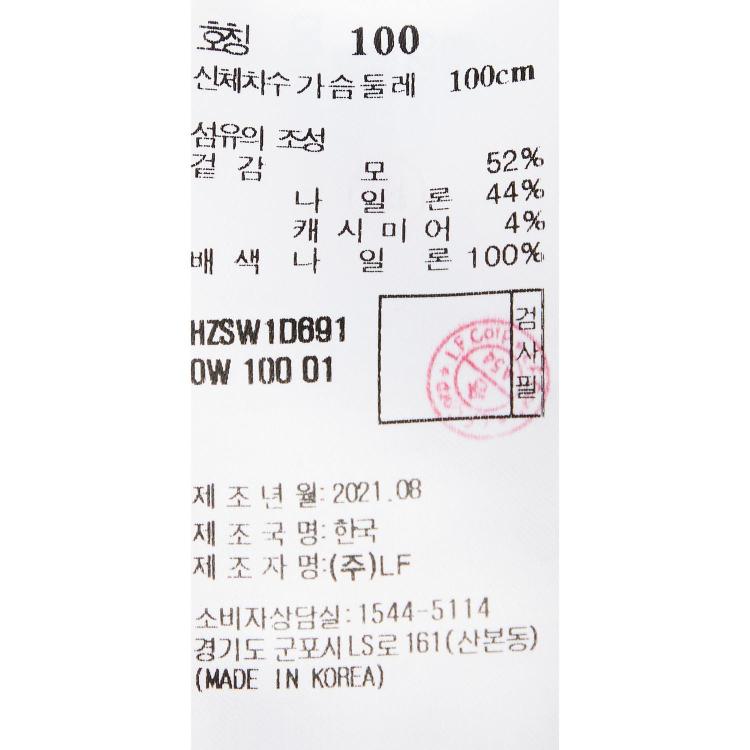 호칭 100
신체치수 가슴둘레 100cm
섬유의 조성
겉감 모 52%
나일론 44%
캐시미어 4%
배색 나일론 100%
HZSW1D691
OW 100 01
검사필
LF Corp
제조년월: 2021.08
제조국명: 한국
제조자명:(주)LF
소비자상담실: 1544-5114
경기도 군포시 LS로 161(산본동)
(MADE IN KOREA)